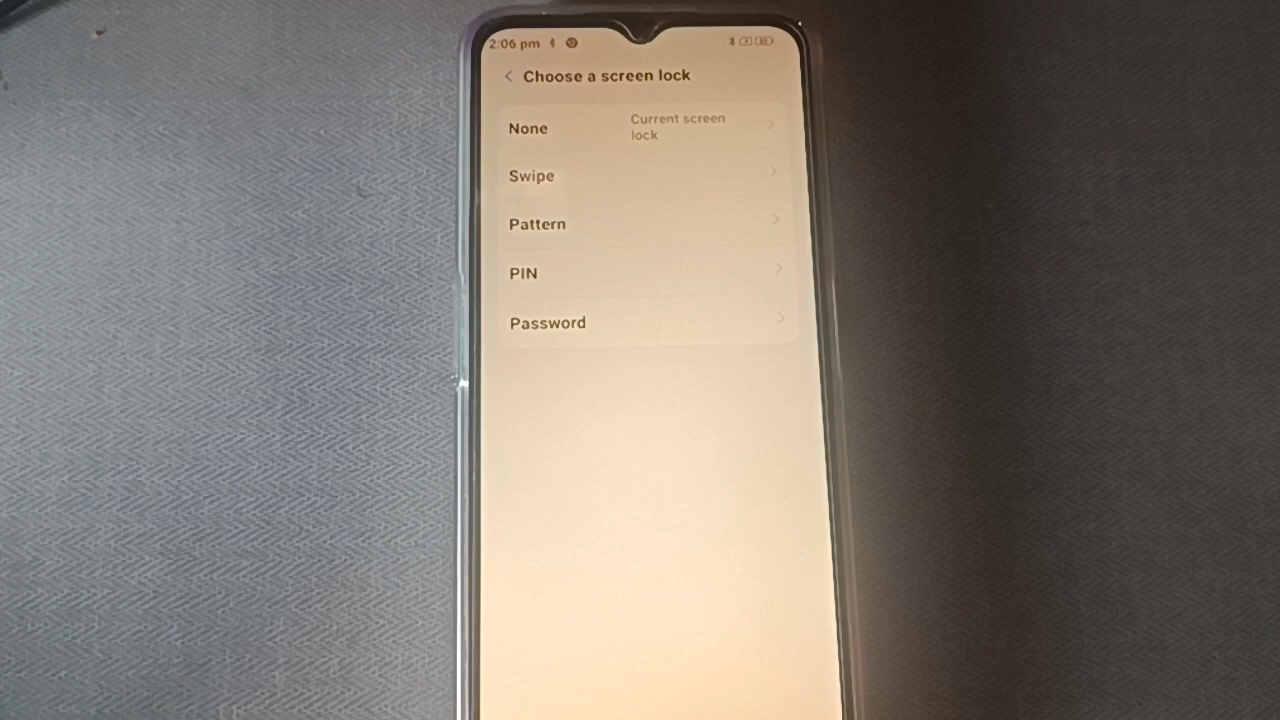 2:06 pm
Choose a screen lock
None
Current screen
lock
Swipe
Pattern
PIN
Password